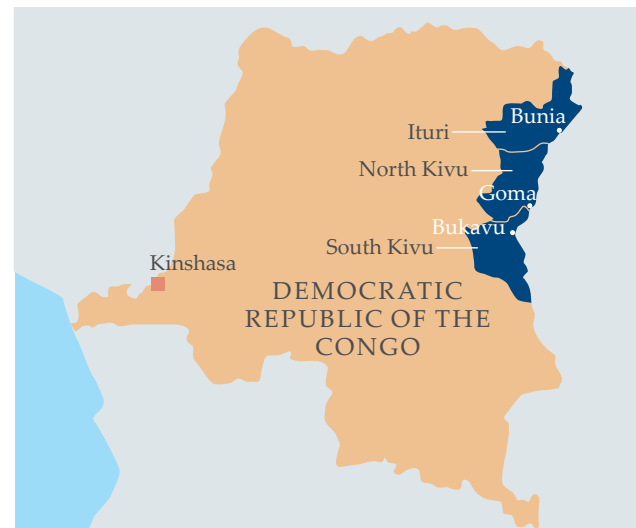 Bunia
Ituri
North Kivu
Goma
Bukavu
South Kivu
Kinshasa
DEMOCRATIC
REPUBLIC OF THE
CONGO